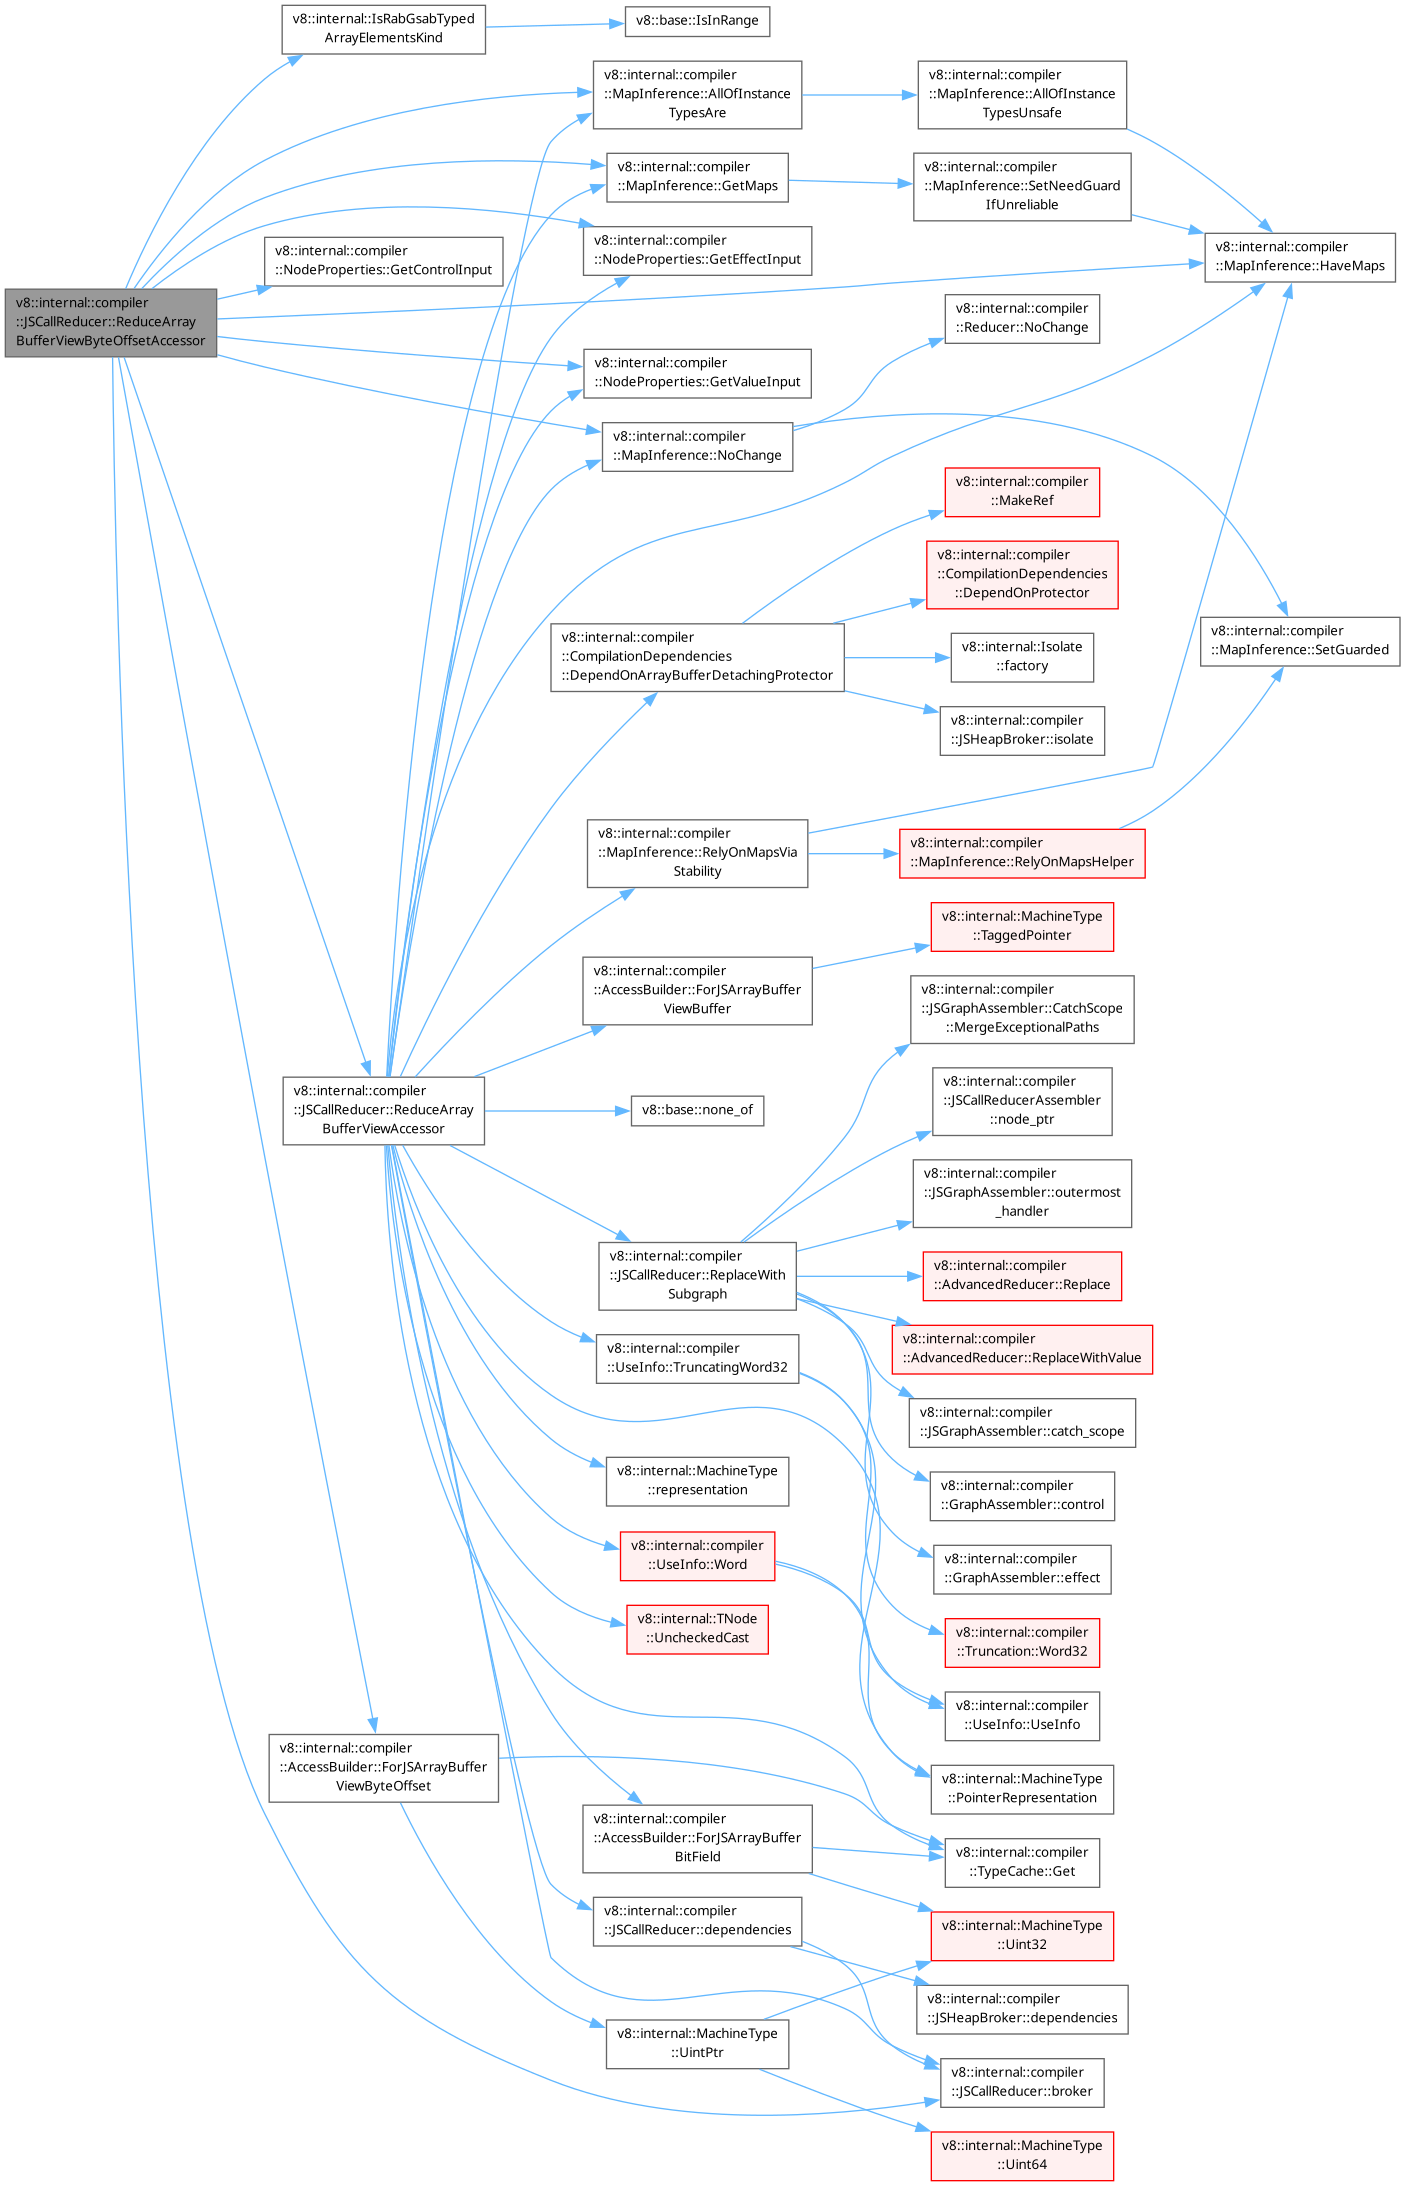 v8::internal::IsRabGsabTyped
ArrayElementsKind
v8::base::IsInRange
v8::internal::compiler
::MapInference::AllOfInstance
TypesAre
v8::internal::compiler
::MapInference::AllOfInstance
TypesUnsafe
v8::internal::compiler
::MapInference::GetMaps
v8::internal::compiler
::MapInference::SetNeedGuard
IfUnreliable
v8::internal::compiler
::NodeProperties::GetControlInput
v8::internal::compiler
::NodeProperties::GetEffectInput
v8::internal::compiler
::MapInference::HaveMaps
v8::internal::compiler
::JSCallReducer::ReduceArray
BufferViewByteOffsetAccessor
v8::internal::compiler
::Reducer::NoChange
v8::internal::compiler
::NodeProperties::GetValueInput
v8::internal::compiler
::MapInference::NoChange
v8::internal::compiler
::MakeRef
v8::internal::compiler
::CompilationDependencies
::DependOnProtector
v8::internal::compiler
::CompilationDependencies
::DependOnArrayBufferDetachingProtector
v8::internal::Isolate
::factory
v8::internal::compiler
::MapInference::SetGuarded
v8::internal::compiler
::JSHeapBroker::isolate
v8::internal::compiler
::MapInference::RelyOnMapsVia
Stability
v8::internal::compiler
::MapInference::RelyOnMapsHelper
v8::internal::MachineType
::TaggedPointer
v8::internal::compiler
::AccessBuilder::ForJSArrayBuffer
ViewBuffer
v8::internal::compiler
::JSGraphAssembler::CatchScope
::MergeExceptionalPaths
v8::internal::compiler
::JSCallReducer::ReduceArray
BufferViewAccessor
v8::base::none_of
v8::internal::compiler
::JSCallReducerAssembler
::node_ptr
v8::internal::compiler
::JSGraphAssembler::outermost
_handler
v8::internal::compiler
::JSCallReducer::ReplaceWith
Subgraph
v8::internal::compiler
::AdvancedReducer::Replace
v8::internal::compiler
::AdvancedReducer::ReplaceWithValue
v8::internal::compiler
::UseInfo::TruncatingWord32
v8::internal::compiler
::JSGraphAssembler::catch_scope
v8::internal::MachineType
::representation
v8::internal::compiler
::GraphAssembler::control
v8::internal::compiler
::UseInfo::Word
v8::internal::compiler
::GraphAssembler::effect
v8::internal::TNode
::UncheckedCast
v8::internal::compiler
::Truncation::Word32
v8::internal::compiler
::UseInfo::UseInfo
v8::internal::compiler
::AccessBuilder::ForJSArrayBuffer
ViewByteOffset
v8::internal::MachineType
::PointerRepresentation
v8::internal::compiler
::AccessBuilder::ForJSArrayBuffer
BitField
v8::internal::compiler
::TypeCache::Get
v8::internal::compiler
::JSCallReducer::dependencies
v8::internal::MachineType
::Uint32
v8::internal::compiler
::JSHeapBroker::dependencies
v8::internal::MachineType
::UintPtr
v8::internal::compiler
::JSCallReducer::broker
v8::internal::MachineType
::Uint64